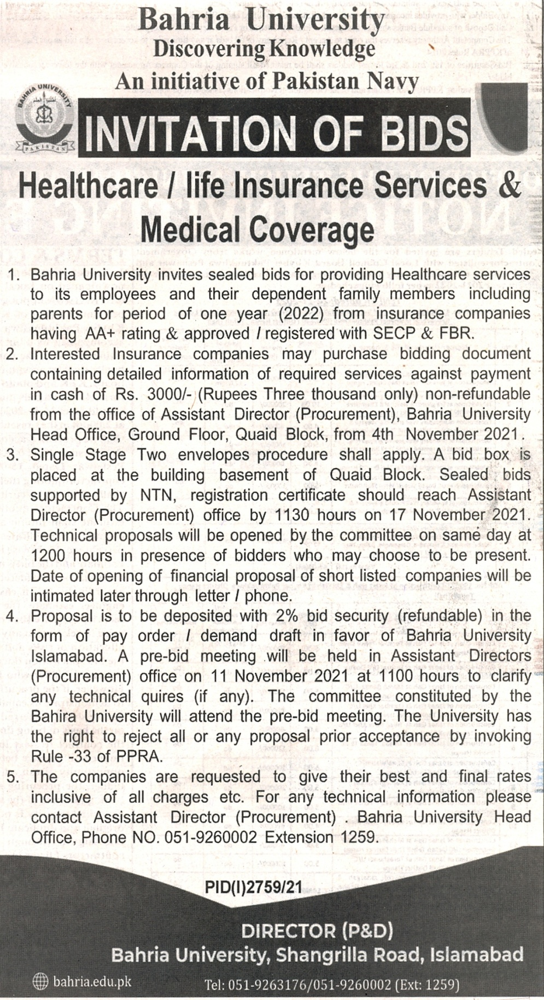 Bahria University
Discovering Knowledge
An initiative of Pakistan Navy
BAHRIA UNIVERSITY
PAKISTAN
INVITATION OF BIDS
Healthcare / life Insurance Services &
Medical Coverage
1. Bahria University invites sealed bids for providing Healthcare services
to its employees and their dependent family members including
parents for period of one year (2022) from insurance companies
having AA+ rating & approved / registered with SECP & FBR.
2. Interested Insurance companies may purchase bidding document
containing detailed information of required services against payment
in cash of Rs. 3000/- (Rupees Three thousand only) non-refundable
from the office of Assistant Director (Procurement), Bahria University
Head Office, Ground Floor, Quaid Block, from 4th November 2021.
3. Single Stage Two envelopes procedure shall apply. A bid box is
placed at the building basement of Quaid Block. Sealed bids
supported by NTN, registration certificate should reach Assistant
Director (Procurement) office by 1130 hours on 17 November 2021.
Technical proposals will be opened by the committee on same day at
1200 hours in presence of bidders who may choose to be present.
Date of opening of financial proposal of short listed companies will be
intimated later through letter / phone.
4. Proposal is to be deposited with 2% bid security (refundable) in the
form of pay order / demand draft in favor of Bahria University
Islamabad. A pre-bid meeting will be held in Assistant Directors
(Procurement) office on 11 November 2021 at 1100 hours to clarify
any technical quires (if any). The committee constituted by the
Bahira University will attend the pre-bid meeting. The University has
the right to reject all or any proposal prior acceptance by invoking
Rule -33 of PPRA.
5. The companies are requested to give their best and final rates
inclusive of all charges etc. For any technical information please
contact Assistant Director (Procurement) . Bahria University Head
Office, Phone NO. 051-9260002 Extension 1259.
PID(I)2759/21
DIRECTOR (P&D)
Bahria University, Shangrilla Road, Islamabad
bahria.edu.pk
Tel: 051-9263176/051-9260002 (Ext: 1259)